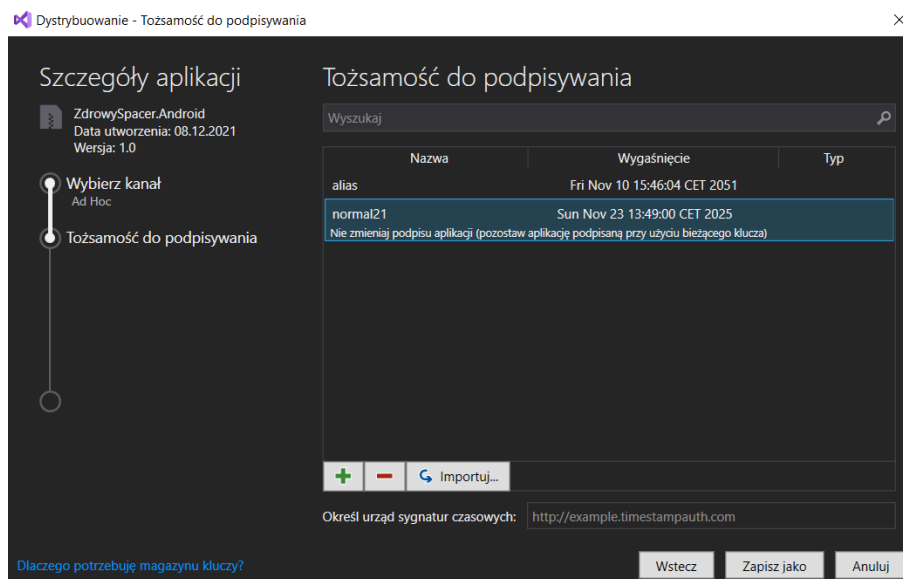 Dystrybuowanie - Tożsamość do podpisywania
Szczegóły aplikacji
ZdrowySpacer.Android
Data utworzenia: 08.12.2021
Wersja: 1.0
Wybierz kanał
Ad Hoc
Tożsamość do podpisywania
Tożsamość do podpisywania
Wyszukaj
Nazwa Wygaśnięcie Typ
alias Fri Nov 10 15:46:04 CET 2051
normal21 Sun Nov 23 13:49:00 CET 2025
Nie zmieniaj podpisu aplikacji (pozostaw aplikację podpisaną przy użyciu bieżącego klucza)
Importuj...
Określ urząd sygnatur czasowych: http://example.timestampauth.com
Dlaczego potrzebuję magazynu kluczy?
Wstecz Zapisz jako Anuluj